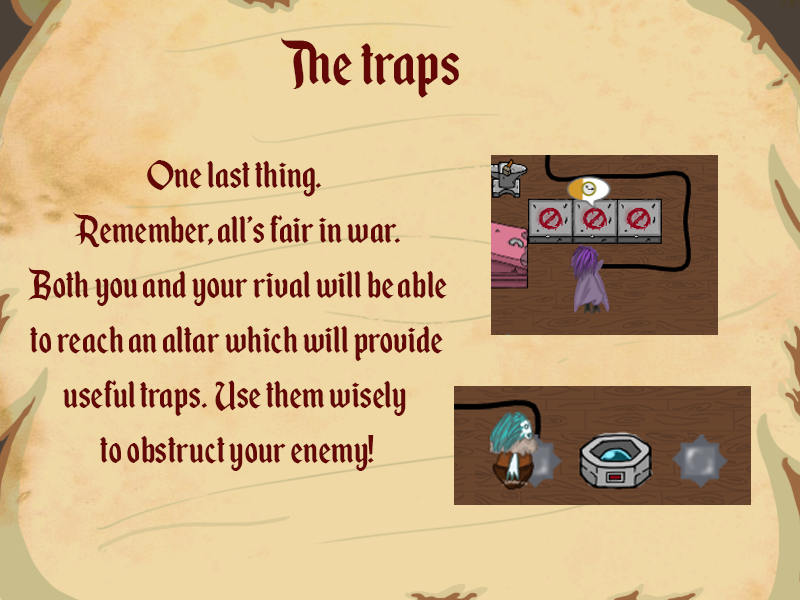 The traps
One last thing.
Remember, all's fair in war.
Both you and your rival will be able
to reach an altar which will provide
useful traps. Use them wisely
to obstruct your enemy!